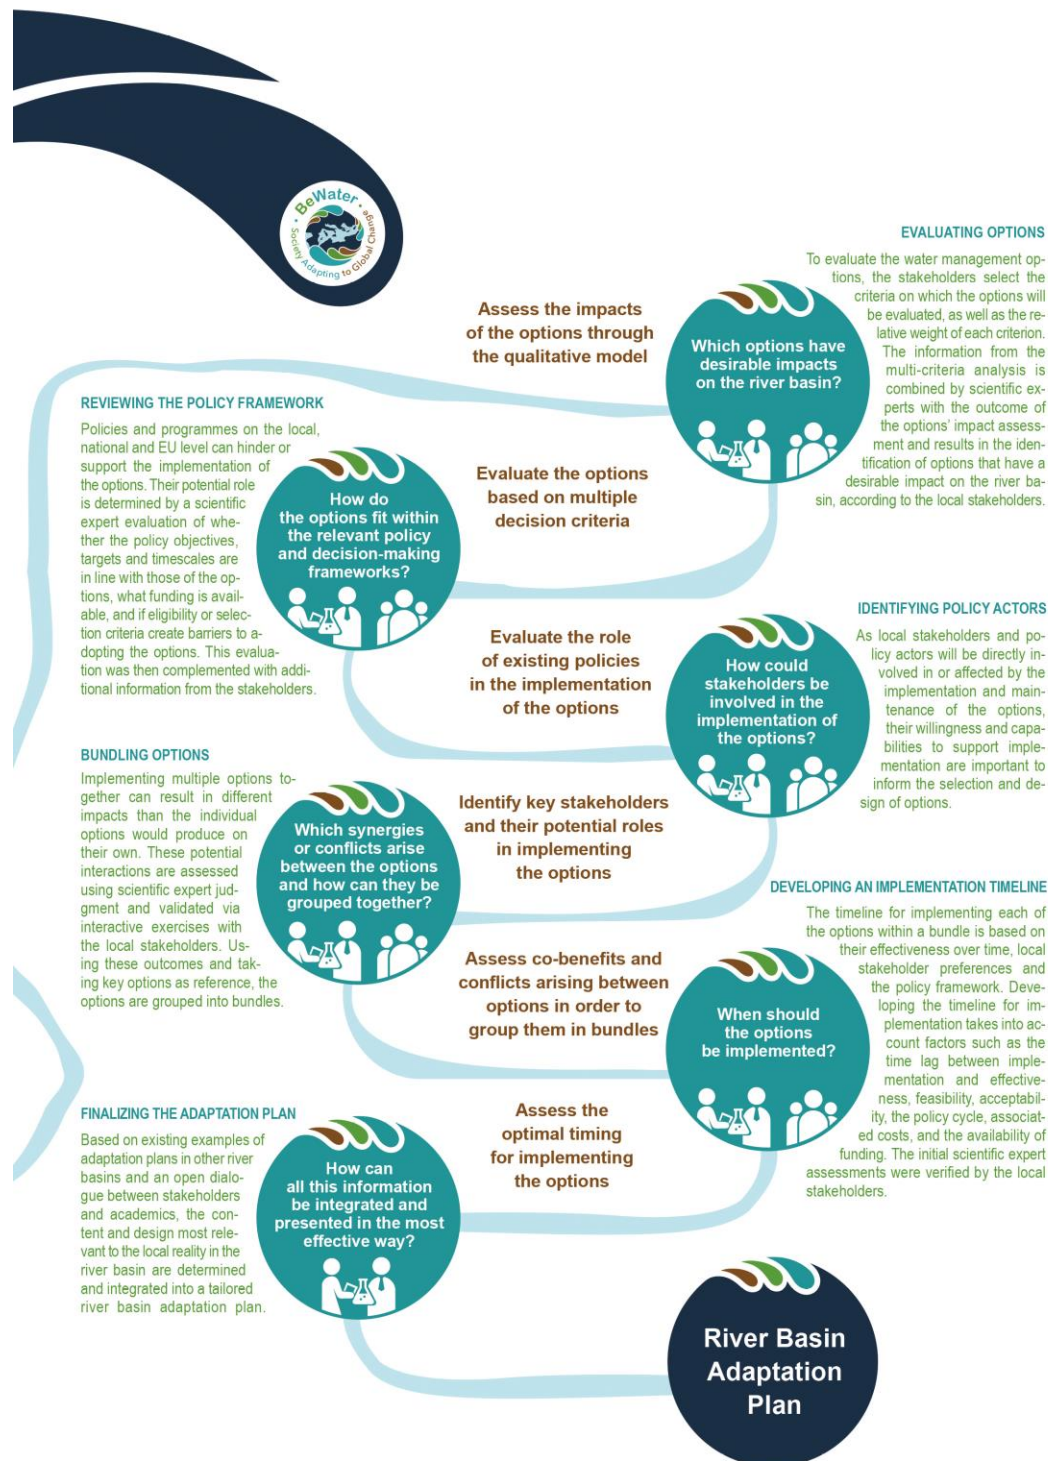 BeWater
Society Adapting to Global Change
EVALUATING OPTIONS
To evaluate the water management op-
tions, the stakeholders select the
criteria on which the options will
be evaluated, as well as the re-
lative weight of each criterion.
The information from the
multi-criteria analysis is
combined by scientific ex-
perts with the outcome of
the options' impact assess-
ment and results in the iden-
tification of options that have a
desirable impact on the river ba-
sin, according to the local stakeholders.
Assess the impacts
of the options through
the qualitative model
Which options have
desirable impacts
on the river basin?
REVIEWING THE POLICY FRAMEWORK
Policies and programmes on the local,
national and EU level can hinder or
support the implementation of
the options. Their potential role
is determined by a scientific
expert evaluation of whe-
ther the policy objectives,
targets and timescales are
in line with those of the op-
tions, what funding is avail-
able, and if eligibility or selec-
tion criteria create barriers to a-
dopting the options. This evalua-
tion was then complemented with addi-
tional information from the stakeholders.
How do
the options fit within
the relevant policy
and decision-making
frameworks?
Evaluate the options
based on multiple
decision criteria
IDENTIFYING POLICY ACTORS
As local stakeholders and po-
licy actors will be directly in-
volved in or affected by the
implementation and main-
tenance of the options,
their willingness and capa-
bilities to support imple-
mentation are important to
inform the selection and de-
sign of options.
Evaluate the role
of existing policies
in the implementation
of the options
How could
stakeholders be
involved in the
implementation of
the options?
BUNDLING OPTIONS
Implementing multiple options to-
gether can result in different
impacts than the individual
options would produce on
their own. These potential
interactions are assessed
using scientific expert jud-
gment and validated via
interactive exercises with
the local stakeholders. Us-
ing these outcomes and tak-
ing key options as reference, the
options are grouped into bundles.
Which synergies
or conflicts arise
between the options
and how can they be
grouped together?
Identify key stakeholders
and their potential roles
in implementing
the options
DEVELOPING AN IMPLEMENTATION TIMELINE
The timeline for implementing each of
the options within a bundle is based on
their effectiveness over time, local
stakeholder preferences and
the policy framework. Deve-
loping the timeline for im-
plementation takes into ac-
count factors such as the
time lag between imple-
mentation and effective-
ness, feasibility, acceptabil-
ity, the policy cycle, associat-
ed costs, and the availability of
funding. The initial scientific expert
assessments were verified by the local
stakeholders.
Assess co-benefits and
conflicts arising between
options in order to
group them in bundles
When should
the options
be implemented?
FINALIZING THE ADAPTATION PLAN
Based on existing examples of
adaptation plans in other river
basins and an open dialo-
gue between stakeholders
and academics, the con-
tent and design most rele-
vant to the local reality in the
river basin are determined
and integrated into a tailored
river basin adaptation plan.
How can
all this information
be integrated and
presented in the most
effective way?
Assess the
optimal timing
for implementing
the options
River Basin
Adaptation
Plan